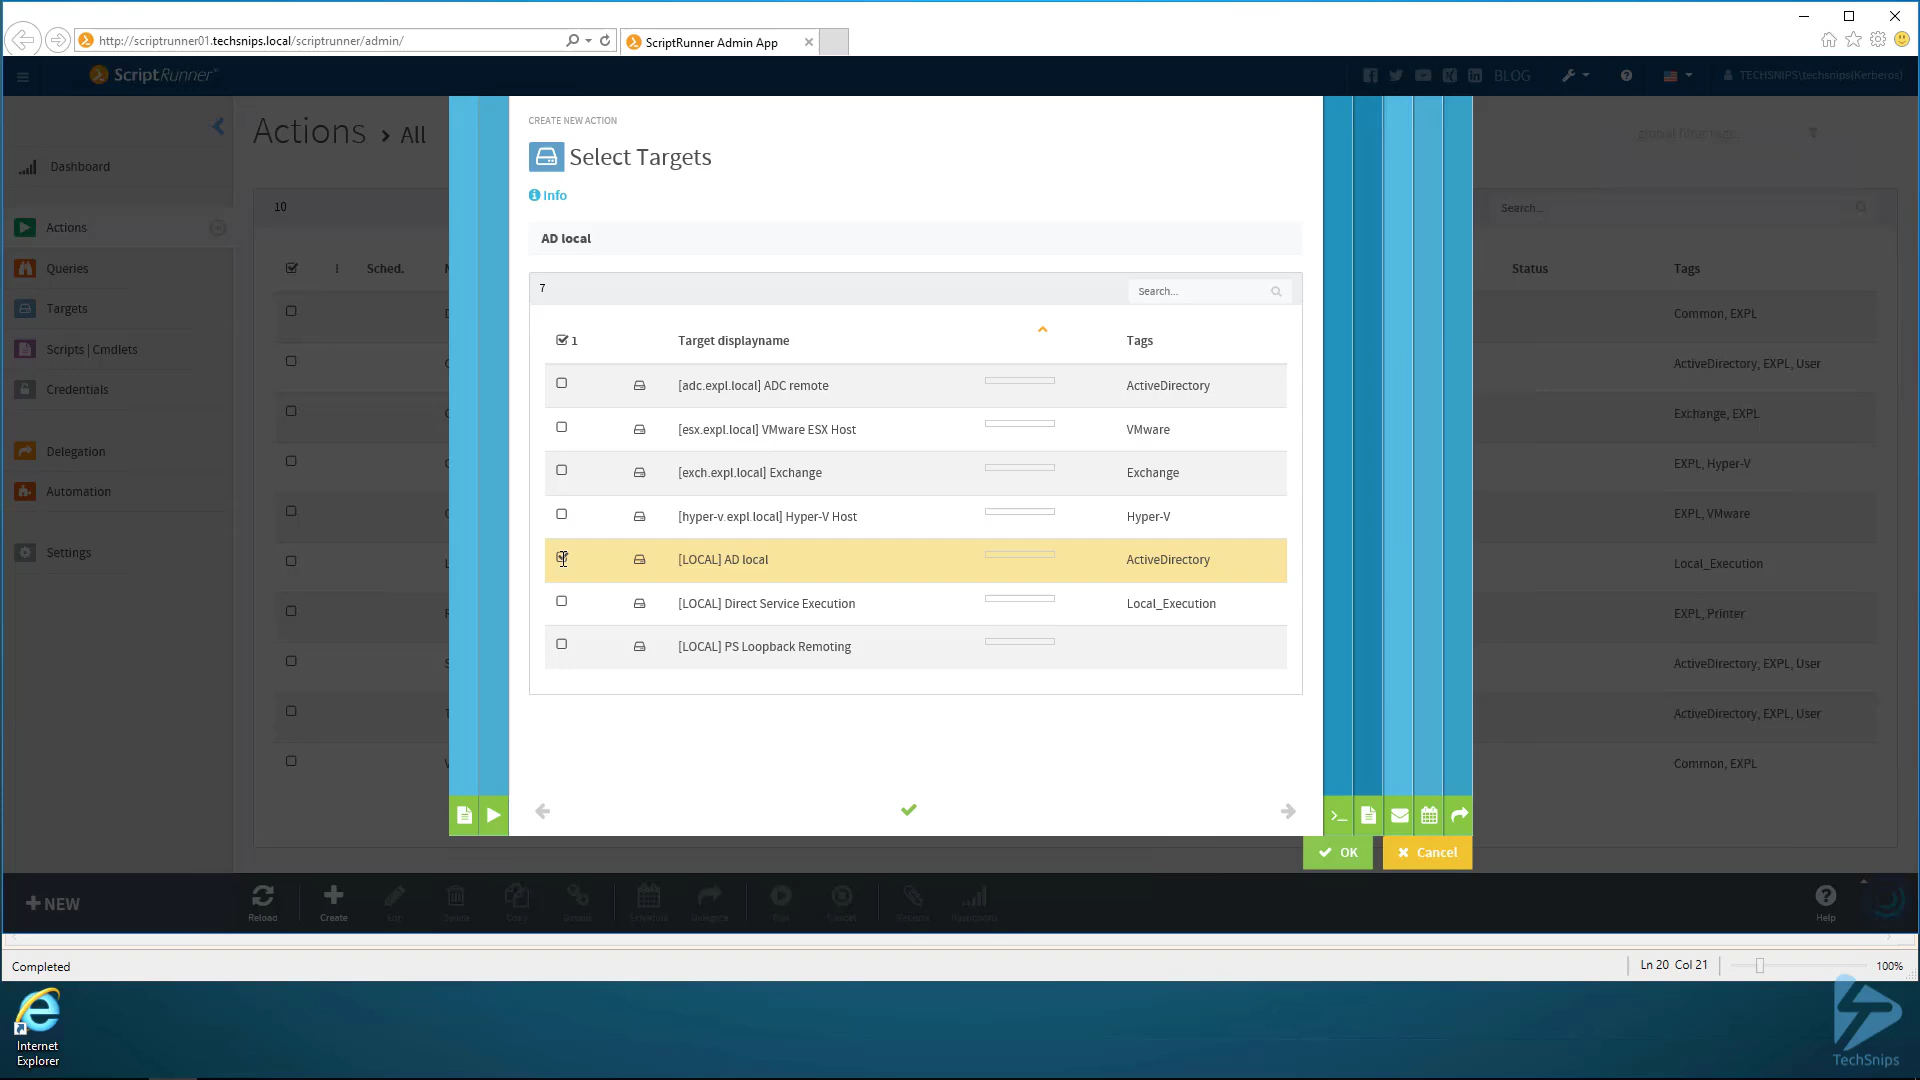 http://scriptrunner01.techsnips.local/scriptrunner/admin/
ScriptRunner Admin App
ScriptRunner
BLOG
TECHSNIPS\techsnips(Kerberos)
Actions > All
global filter tags...
Dashboard
Actions
Queries
Targets
Scripts | Cmdlets
Credentials
Delegation
Automation
Settings
10
Sched.
Search...
Status
Tags
Common, EXPL
ActiveDirectory, EXPL, User
Exchange, EXPL
EXPL, Hyper-V
EXPL, VMware
Local_Execution
EXPL, Printer
ActiveDirectory, EXPL, User
ActiveDirectory, EXPL, User
Common, EXPL
CREATE NEW ACTION
Select Targets
Info
AD local
7
Search...
1
Target displayname
Tags
[adc.expl.local] ADC remote
ActiveDirectory
[esx.expl.local] VMware ESX Host
VMware
[exch.expl.local] Exchange
Exchange
[hyper-v.expl.local] Hyper-V Host
Hyper-V
[LOCAL] AD local
ActiveDirectory
[LOCAL] Direct Service Execution
Local_Execution
[LOCAL] PS Loopback Remoting
OK
Cancel
+ NEW
Reload
Create
Help
Completed
Ln 20 Col 21
100%
Internet
Explorer
TechSnips